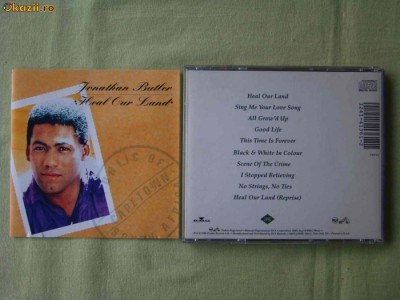 okazii.ro
Jonathan Butler
Heal Our Land
Heal Our Land
Sing Me Your Love Song
All Grow'd Up
Good Life
This Time Is Forever
Black & White In Colour
Scene Of The Crime
I Stopped Believing
No Strings, No Ties
Heal Our Land (Reprise)